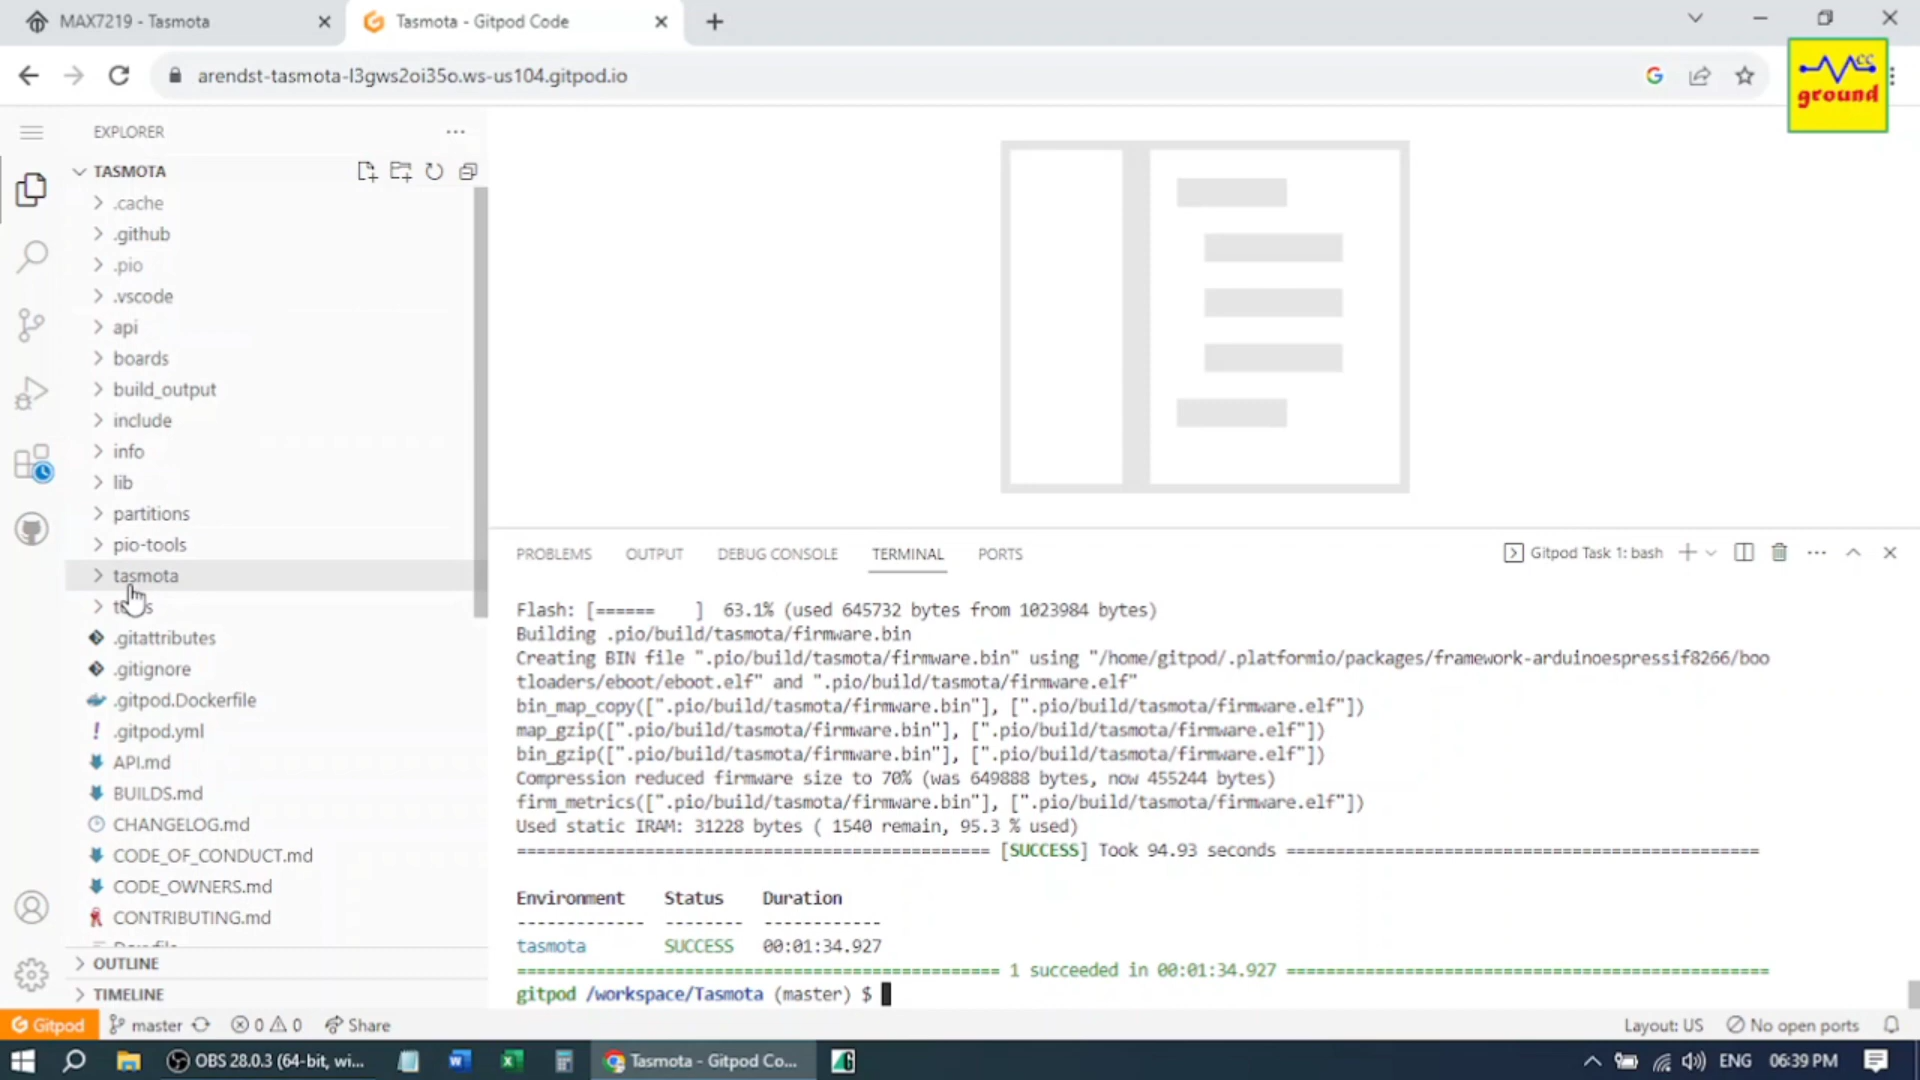 MAX7219 - Tasmota
Tasmota - Gitpod Code
arendst-tasmota-l3gws2oi35o.ws-us104.gitpod.io
cc
ground
EXPLORER
TASMOTA
.cache
.github
.pio
.vscode
api
boards
build_output
include
info
lib
partitions
pio-tools
tasmota
.gitattributes
.gitignore
.gitpod.Dockerfile
.gitpod.yml
API.md
BUILDS.md
CHANGELOG.md
CODE_OF_CONDUCT.md
CODE_OWNERS.md
CONTRIBUTING.md
OUTLINE
TIMELINE
PROBLEMS OUTPUT DEBUG CONSOLE TERMINAL PORTS
Gitpod Task 1: bash
Flash: [======    ]  63.1% (used 645732 bytes from 1023984 bytes)
Building .pio/build/tasmota/firmware.bin
Creating BIN file ".pio/build/tasmota/firmware.bin" using "/home/gitpod/.platformio/packages/framework-arduinoespressif8266/boo
tloaders/eboot/eboot.elf" and ".pio/build/tasmota/firmware.elf"
bin_map_copy([".pio/build/tasmota/firmware.bin"], [".pio/build/tasmota/firmware.elf"])
map_gzip([".pio/build/tasmota/firmware.bin"], [".pio/build/tasmota/firmware.elf"])
bin_gzip([".pio/build/tasmota/firmware.bin"], [".pio/build/tasmota/firmware.elf"])
Compression reduced firmware size to 70% (was 649888 bytes, now 455244 bytes)
firm_metrics([".pio/build/tasmota/firmware.bin"], [".pio/build/tasmota/firmware.elf"])
Used static IRAM: 31228 bytes ( 1540 remain, 95.3 % used)
[SUCCESS] Took 94.93 seconds
Environment Status Duration
tasmota SUCCESS 00:01:34.927
1 succeeded in 00:01:34.927
gitpod /workspace/Tasmota (master) $
Gitpod master 0 0 Share
Layout: US No open ports
OBS 28.0.3 (64-bit, wi...
Tasmota - Gitpod Co...
ENG 06:39 PM